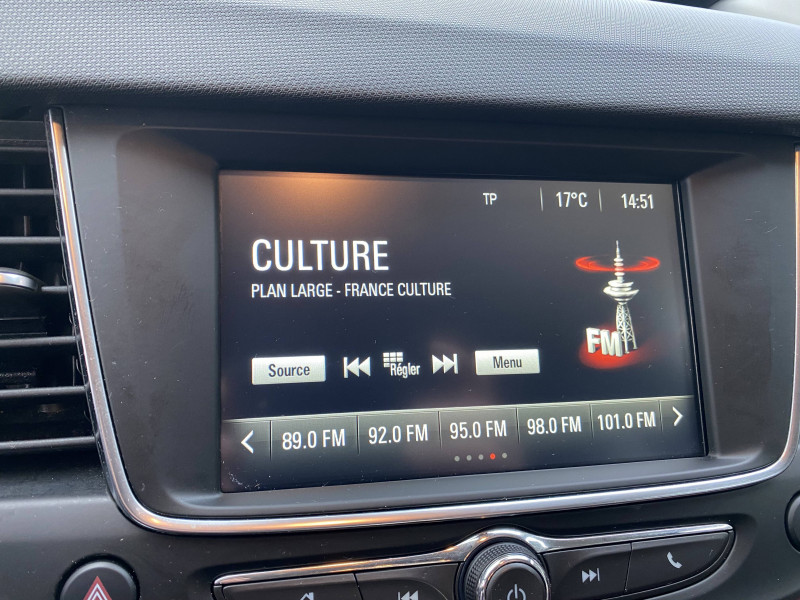 TP 17°C 14:51
CULTURE
PLAN LARGE - FRANCE CULTURE
FM
Source Régler Menu
89.0 FM 92.0 FM 95.0 FM 98.0 FM 101.0 FM